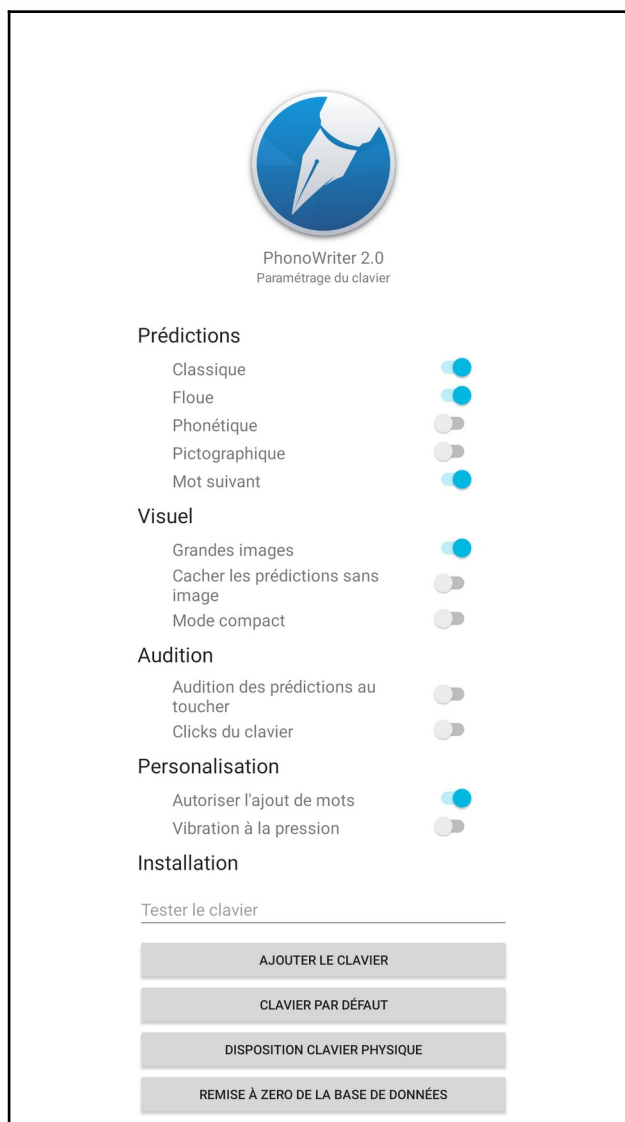 PhonoWriter 2.0
Paramétrage du clavier
Prédictions
Classique
Floue
Phonétique
Pictographique
Mot suivant
Visuel
Grandes images
Cacher les prédictions sans
image
Mode compact
Audition
Audition des prédictions au
toucher
Clicks du clavier
Personalisation
Autoriser l'ajout de mots
Vibration à la pression
Installation
Tester le clavier
AJOUTER LE CLAVIER
CLAVIER PAR DÉFAUT
DISPOSITION CLAVIER PHYSIQUE
REMISE À ZERO DE LA BASE DE DONNÉES